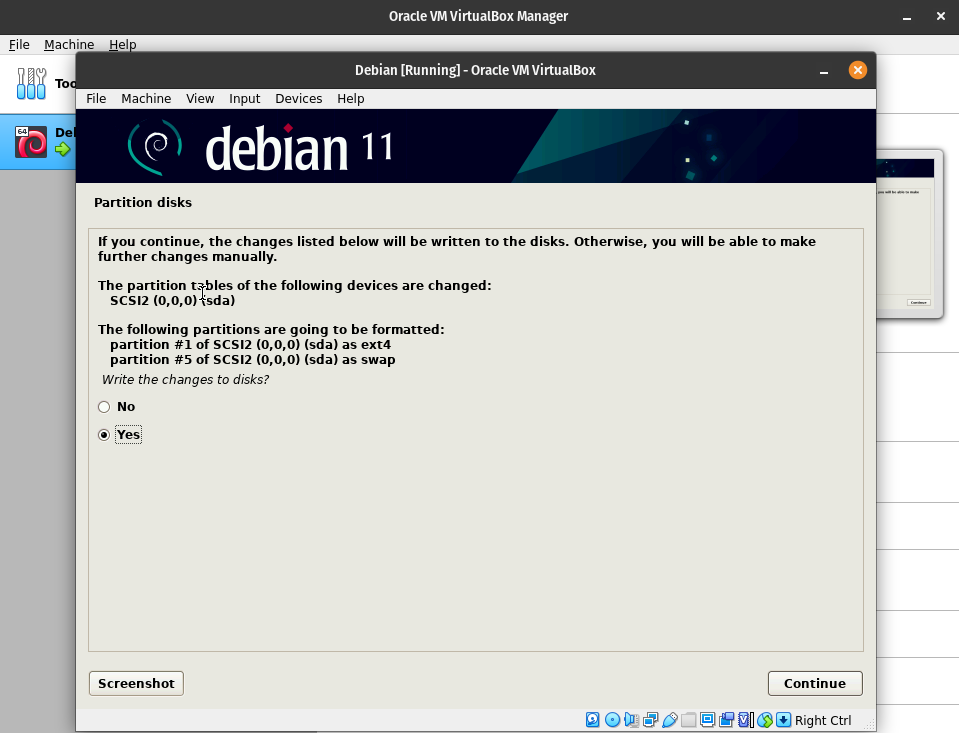 Oracle VM VirtualBox Manager
File Machine Help
Debian [Running] - Oracle VM VirtualBox
File Machine View Input Devices Help
64
debian 11
Partition disks
If you continue, the changes listed below will be written to the disks. Otherwise, you will be able to make
further changes manually.
The partition tables of the following devices are changed:
SCSI2 (0,0,0) (sda)
The following partitions are going to be formatted:
partition #1 of SCSI2 (0,0,0) (sda) as ext4
partition #5 of SCSI2 (0,0,0) (sda) as swap
Write the changes to disks?
No
Yes
Screenshot
Continue
Right Ctrl